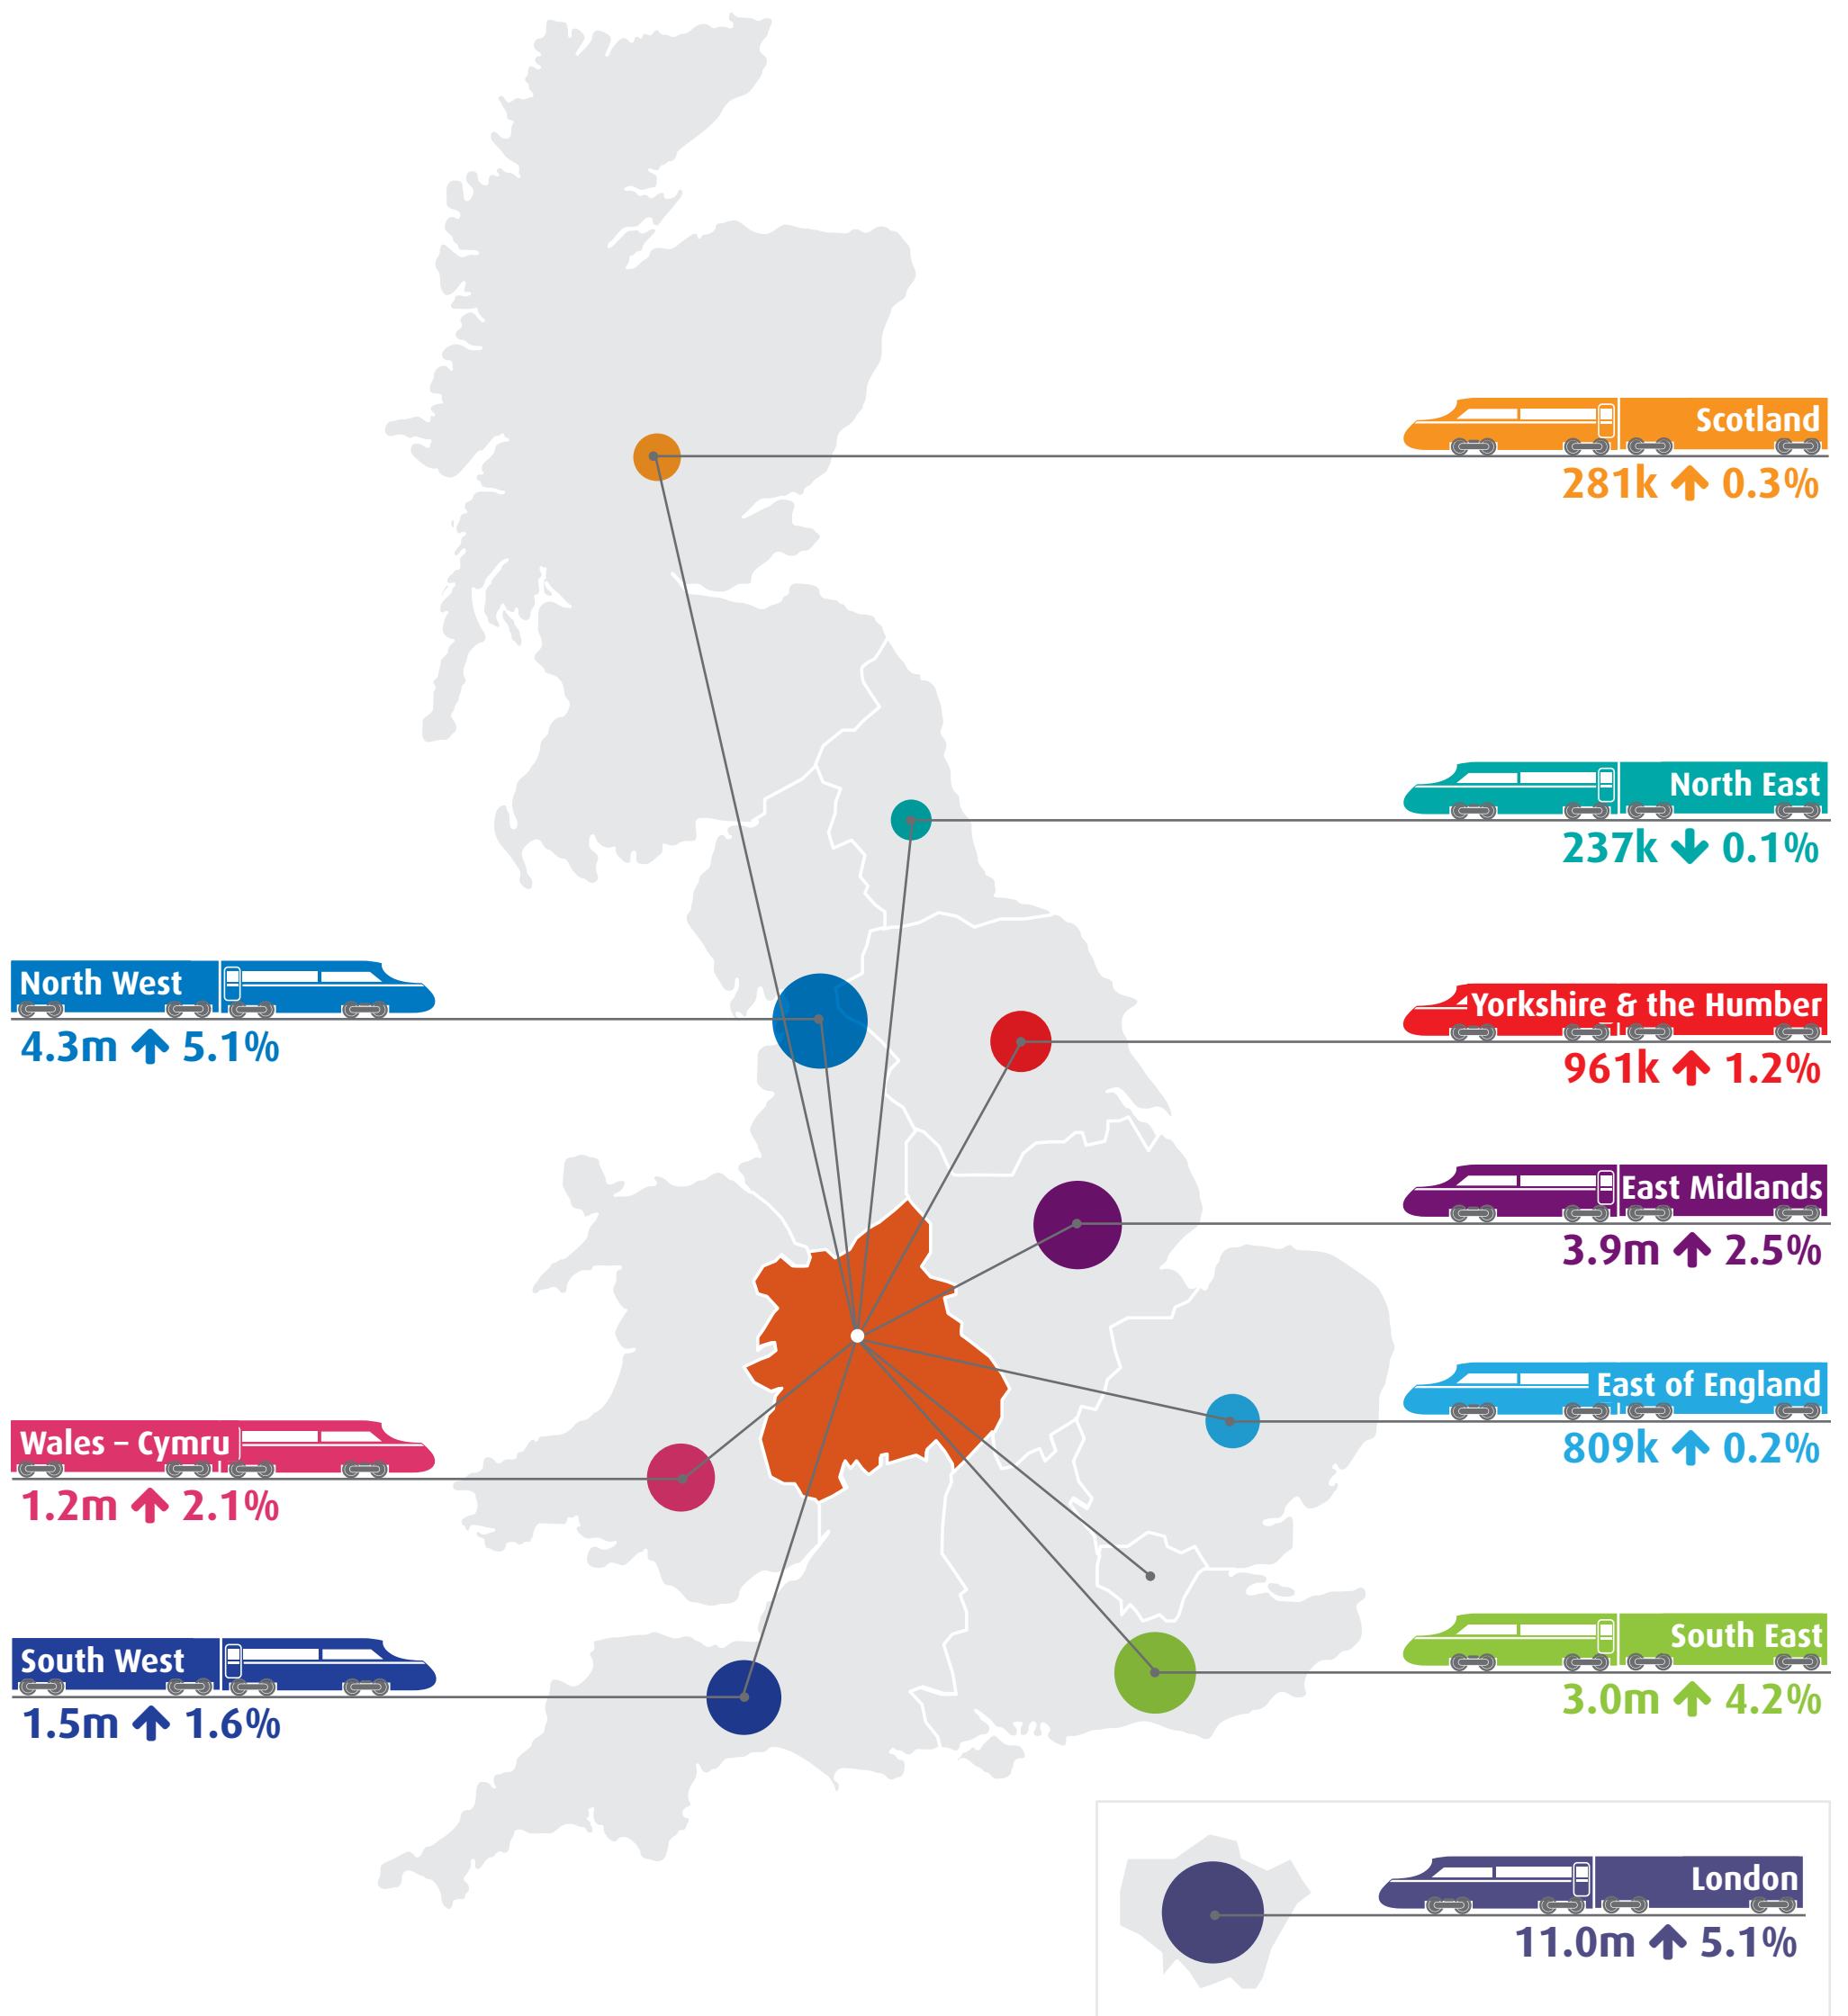 Scotland
281k ↑ 0.3%
North East
237k ↓ 0.1%
North West
4.3m ↑ 5.1%
Yorkshire & the Humber
961k ↑ 1.2%
East Midlands
3.9m ↑ 2.5%
East of England
809k ↑ 0.2%
Wales – Cymru
1.2m ↑ 2.1%
South East
3.0m ↑ 4.2%
South West
1.5m ↑ 1.6%
London
11.0m ↑ 5.1%